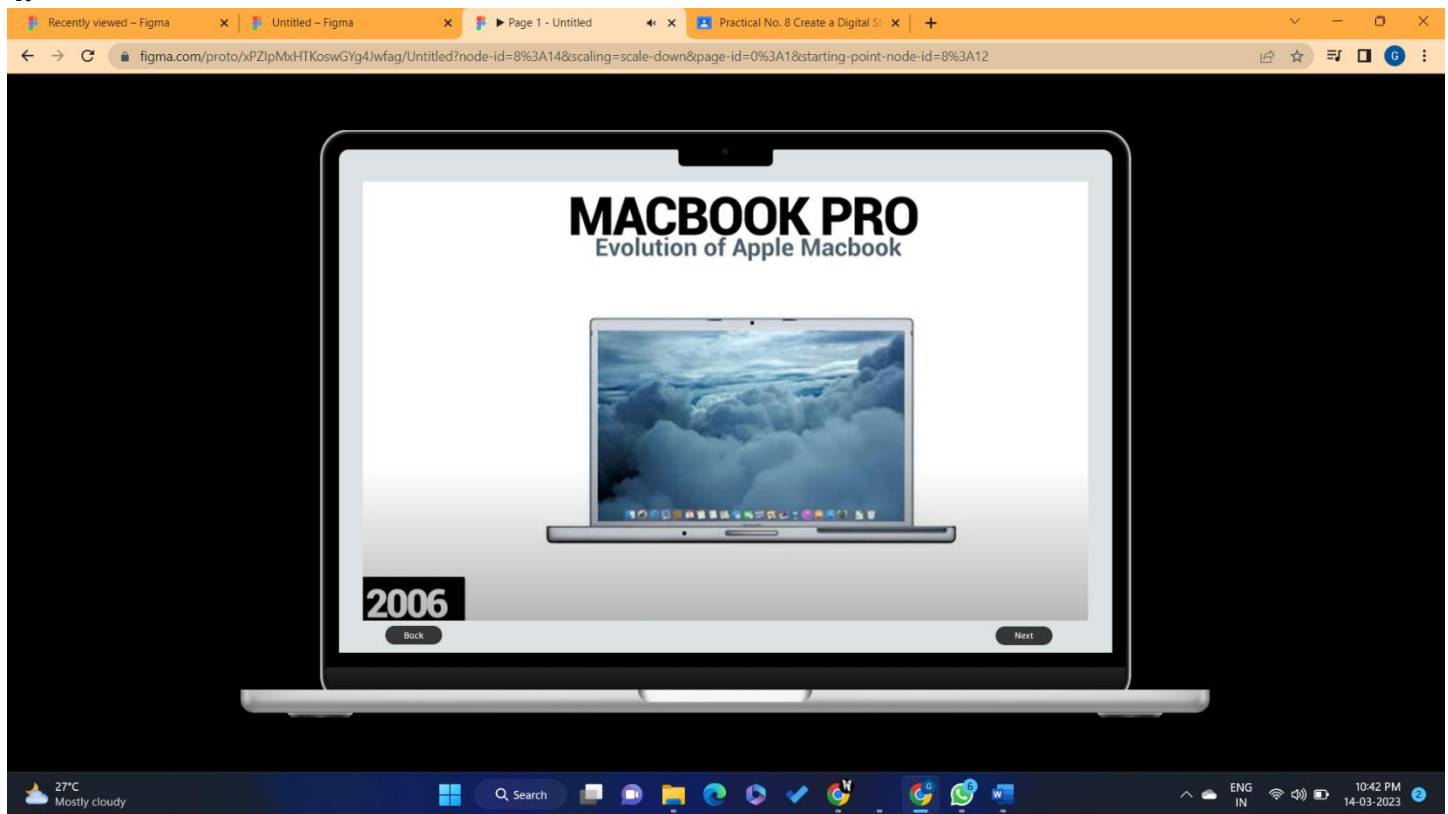 Recently viewed – Figma
Untitled – Figma
Page 1 - Untitled
Practical No. 8 Create a Digital St
figma.com/proto/xPZIpMxHTKoswGYg4Jwfag/Untitled?node-id=8%3A14&scaling=scale-down&page-id=0%3A1&starting-point-node-id=8%3A12
G
MACBOOK PRO
Evolution of Apple Macbook
2006
Back
Next
27°C
Mostly cloudy
Search
G
6
ENG
IN
10:42 PM
14-03-2023
2